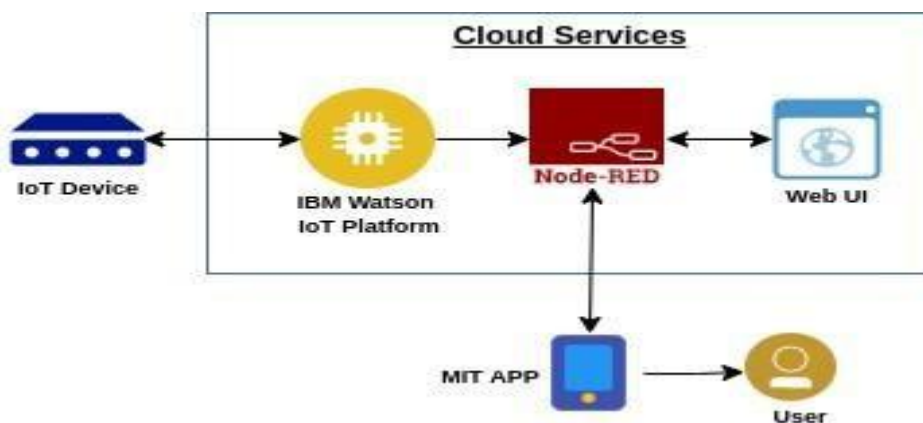 Cloud Services
IoT Device
IBM Watson
IoT Platform
Node-RED
Web UI
MIT APP
User